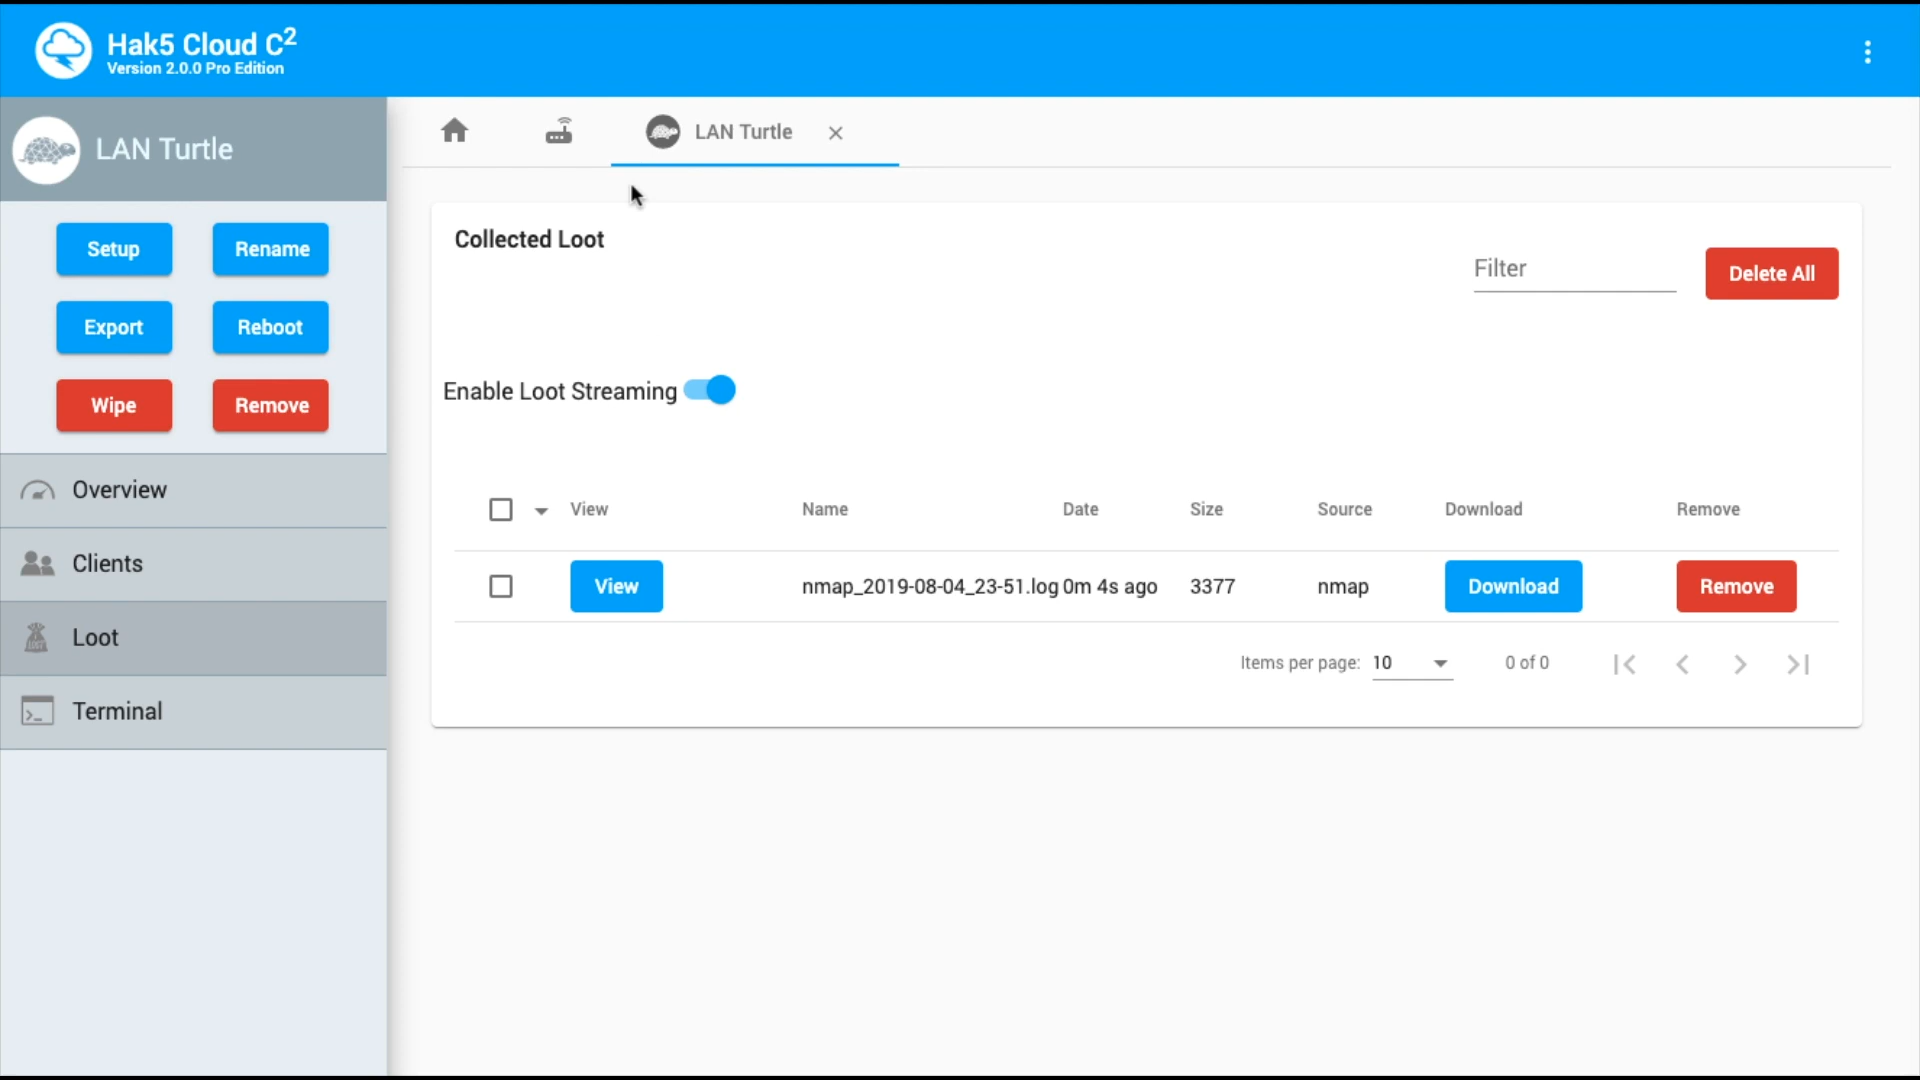 Hak5 Cloud C2
Version 2.0.0 Pro Edition
LAN Turtle
Setup
Rename
Export
Reboot
Wipe
Remove
Overview
Clients
Loot
Terminal
LAN Turtle
Collected Loot
Filter
Delete All
Enable Loot Streaming
View Name Date Size Source Download Remove
View nmap_2019-08-04_23-51.log 0m 4s ago 3377 nmap Download Remove
Items per page: 10 0 of 0